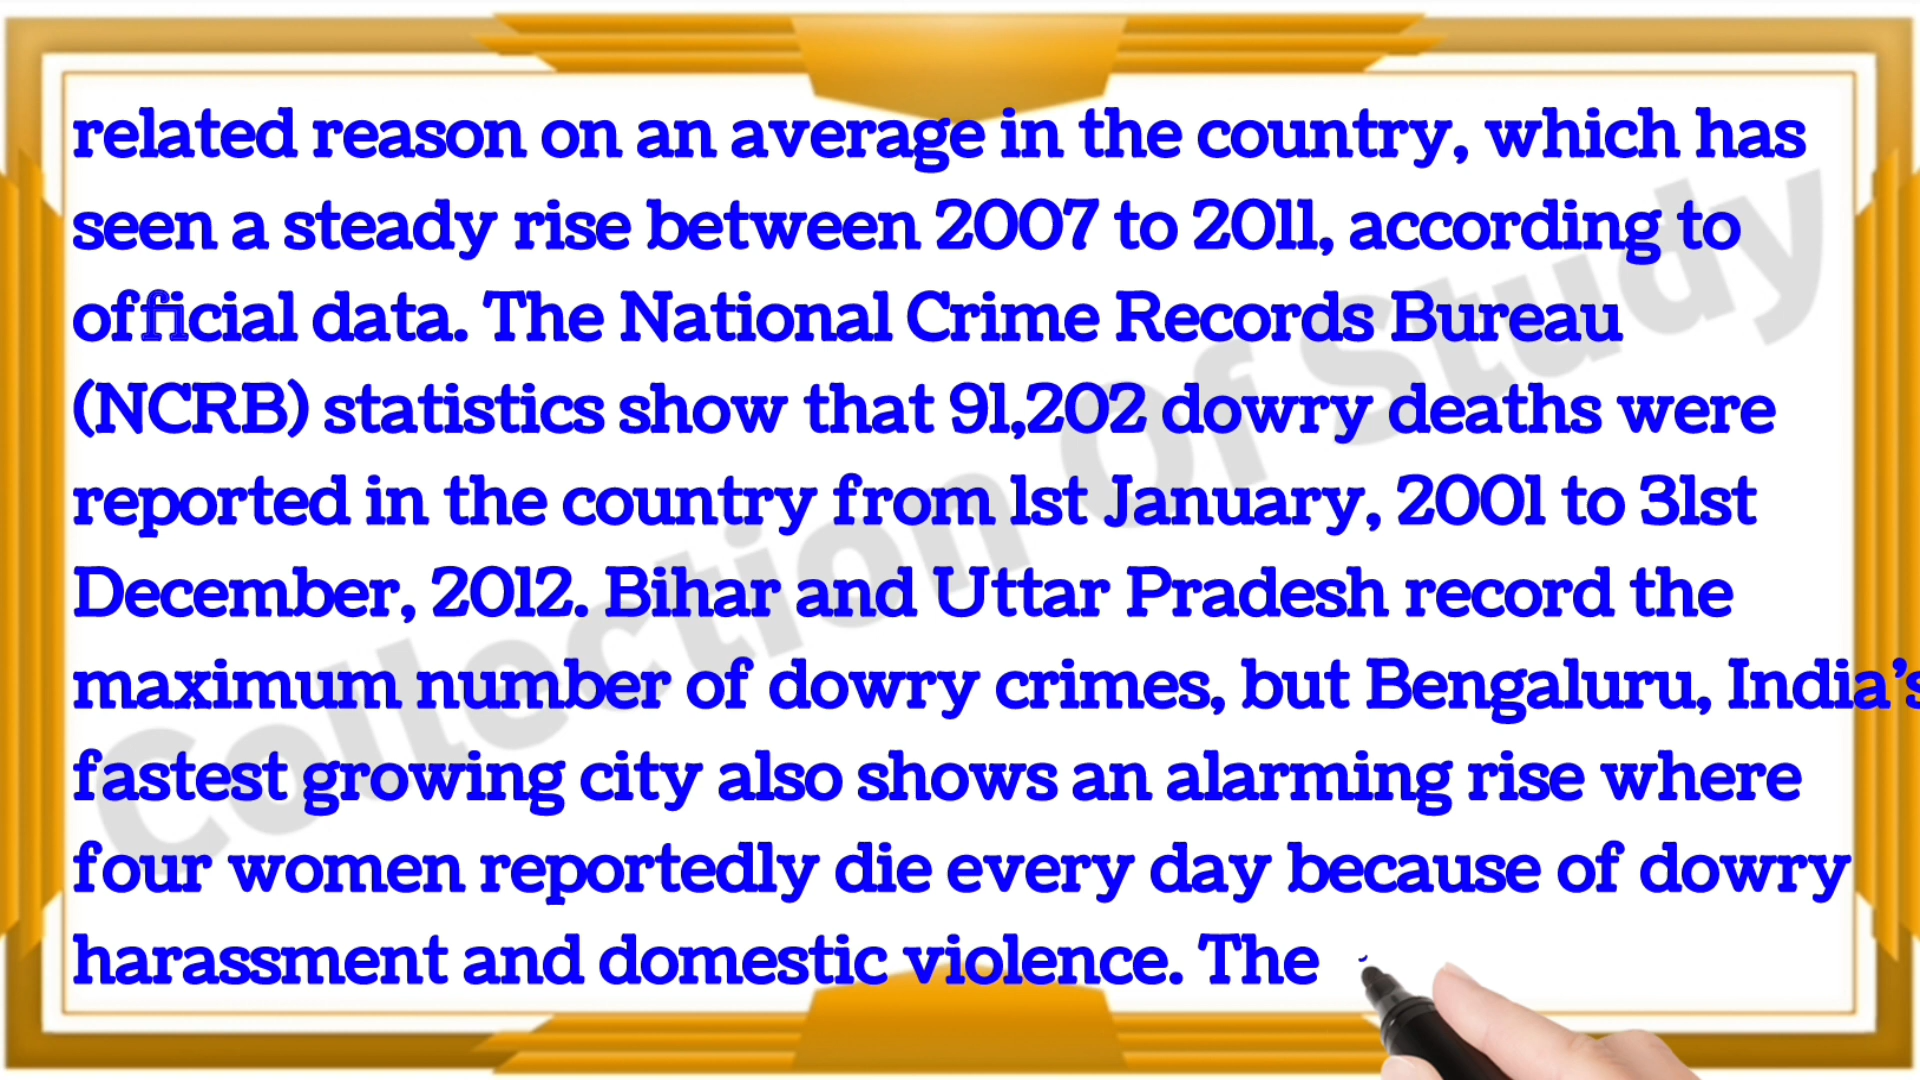 related reason on an average in the country, which has
seen a steady rise between 2007 to 2011, according to
official data. The National Crime Records Bureau
(NCRB) statistics show that 91,202 dowry deaths were
reported in the country from 1st January, 2001 to 31st
December, 2012. Bihar and Uttar Pradesh record the
maximum number of dowry crimes, but Bengaluru, India's
fastest growing city also shows an alarming rise where
four women reportedly die every day because of dowry
harassment and domestic violence. The
Collection Of Study